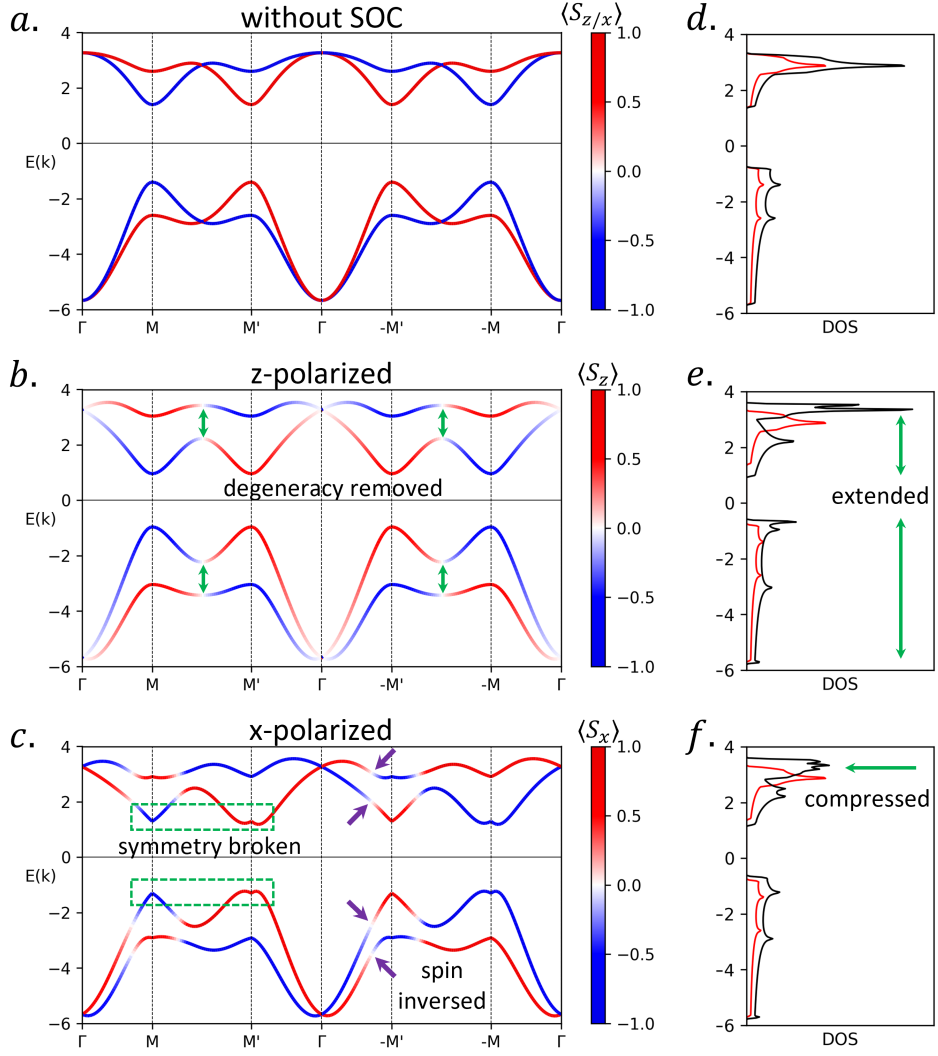 a.
without SOC
⟨S_{z/x}⟩
d.
4
2
0
E(k)
−2
−4
−6
Γ
M
M'
Γ
-M'
-M
Γ
1.0
0.5
0.0
−0.5
−1.0
4
2
0
−2
−4
−6
DOS
b.
z-polarized
⟨S_z⟩
e.
4
2
0
E(k)
−2
−4
−6
degeneracy removed
Γ
M
M'
Γ
-M'
-M
Γ
1.0
0.5
0.0
−0.5
−1.0
4
2
0
−2
−4
−6
extended
DOS
c.
x-polarized
⟨S_x⟩
f.
4
2
0
E(k)
−2
−4
−6
symmetry broken
spin
inversed
Γ
M
M'
Γ
-M'
-M
Γ
1.0
0.5
0.0
−0.5
−1.0
4
2
0
−2
−4
−6
compressed
DOS